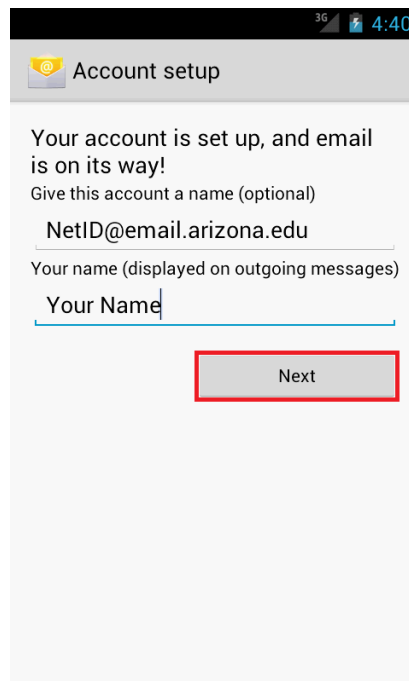 3G 4:40
Account setup
Your account is set up, and email
is on its way!
Give this account a name (optional)
NetID@email.arizona.edu
Your name (displayed on outgoing messages)
Your Name
Next